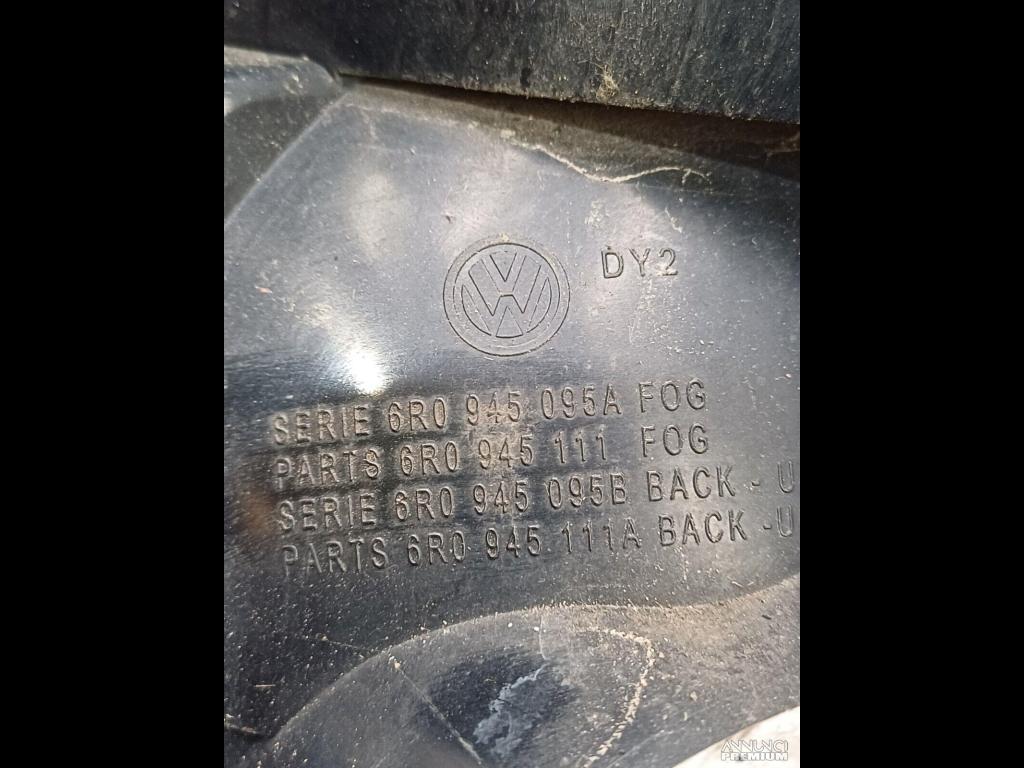 DY2
SERIE 6R0 945 095A FOG
PARTS 6R0 945 111 FOG
SERIE 6R0 945 095B BACK - U
PARTS 6R0 945 111A BACK -U
ANNUNCI
PREMIUM